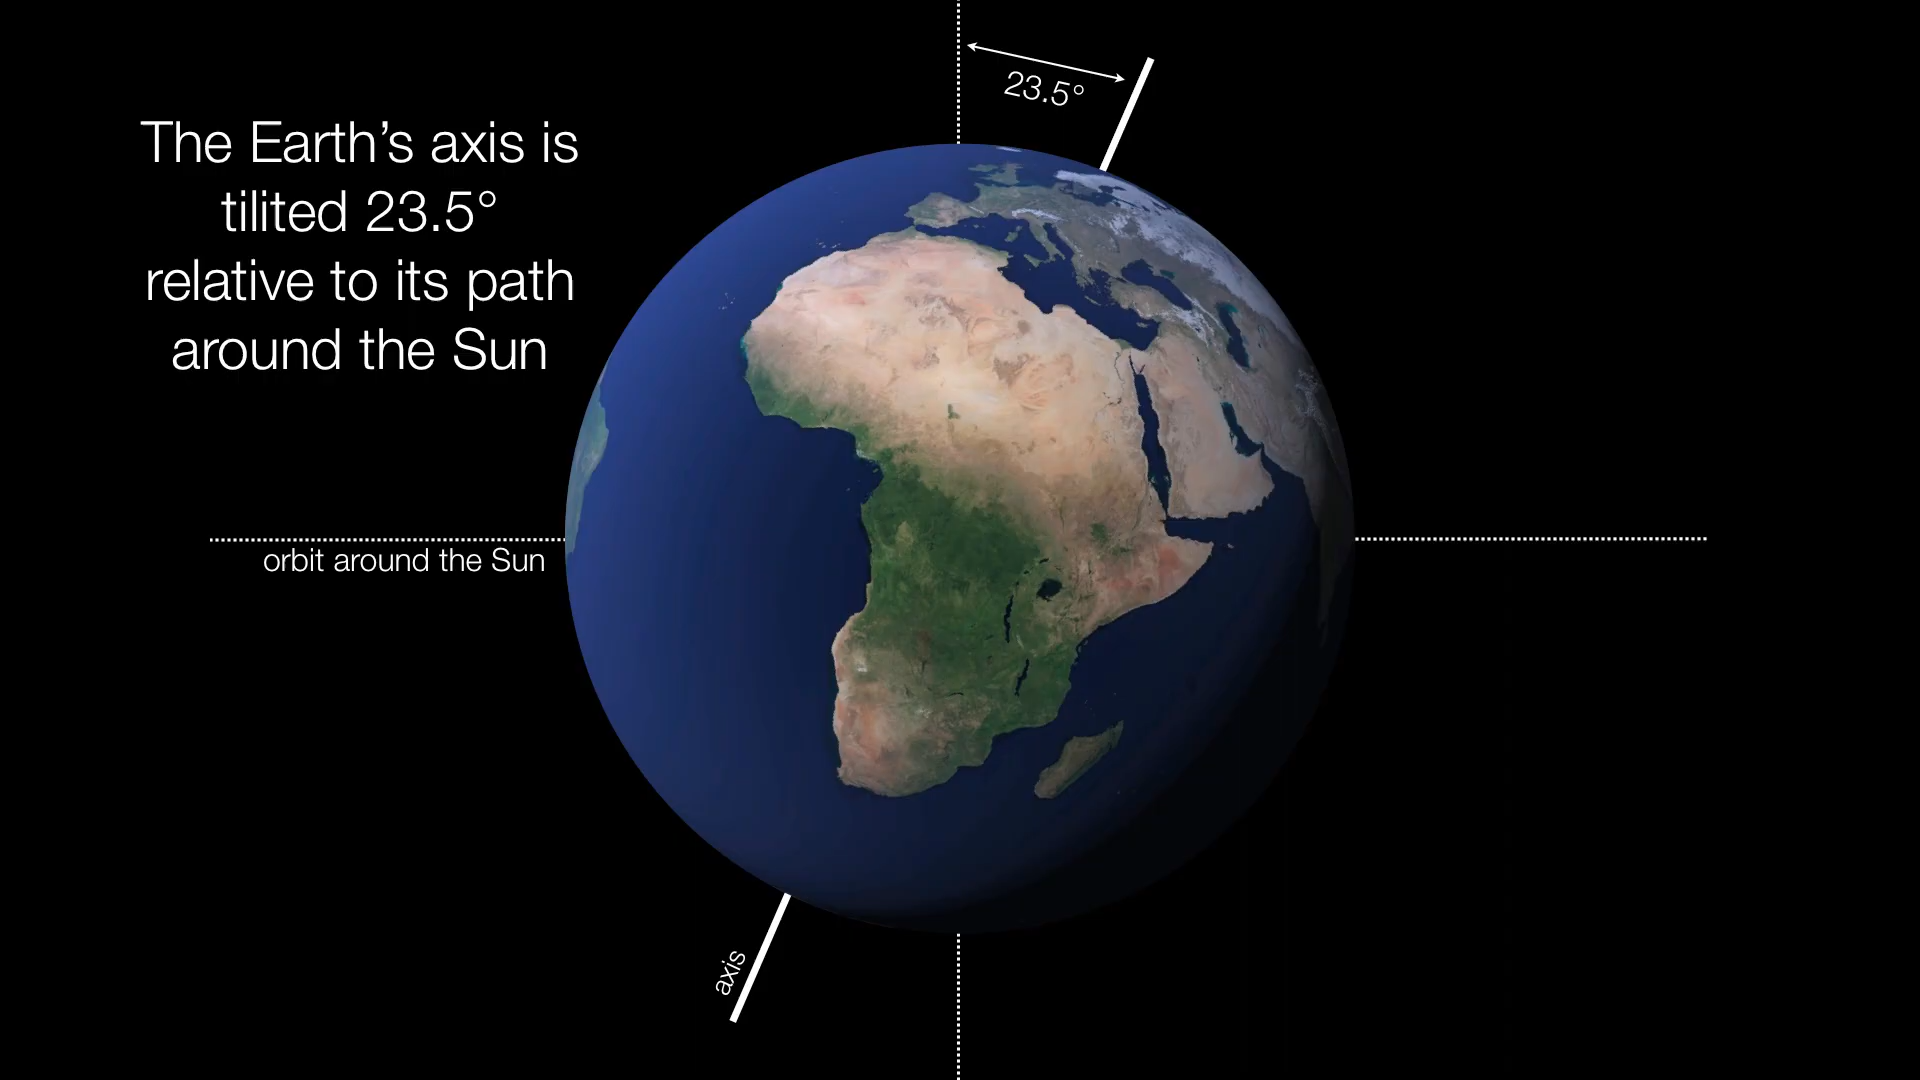 23.5°
The Earth’s axis is
tilited 23.5°
relative to its path
around the Sun
orbit around the Sun
axis